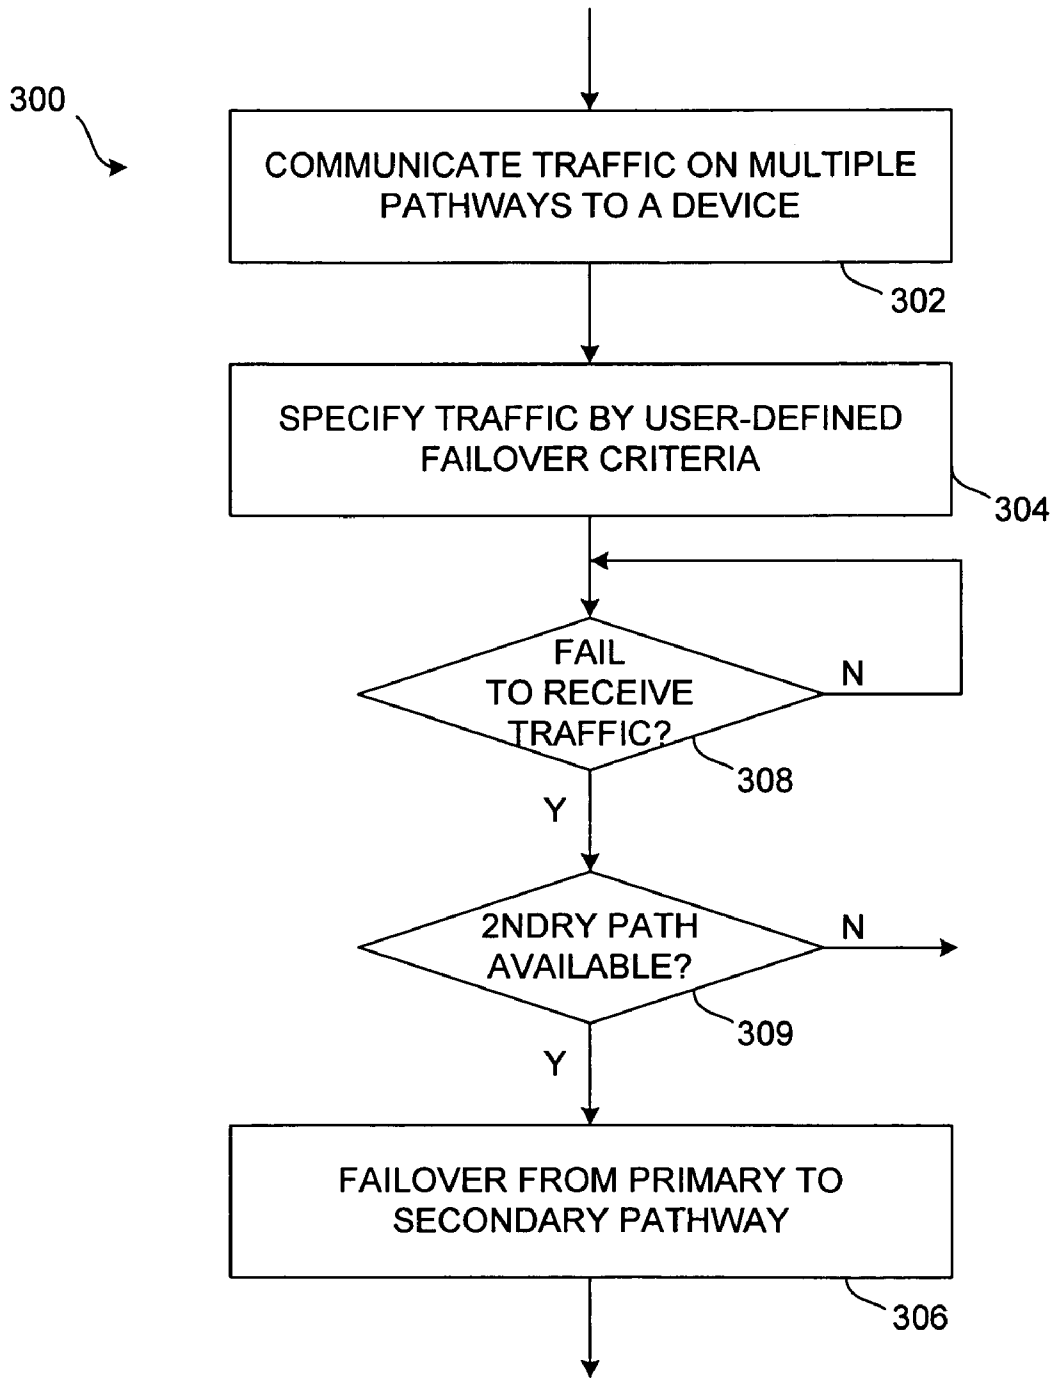 300
COMMUNICATE TRAFFIC ON MULTIPLE
PATHWAYS TO A DEVICE
302
SPECIFY TRAFFIC BY USER-DEFINED
FAILOVER CRITERIA
304
FAIL
TO RECEIVE
TRAFFIC?
N
308
Y
2NDRY PATH
AVAILABLE?
N
309
Y
FAILOVER FROM PRIMARY TO
SECONDARY PATHWAY
306